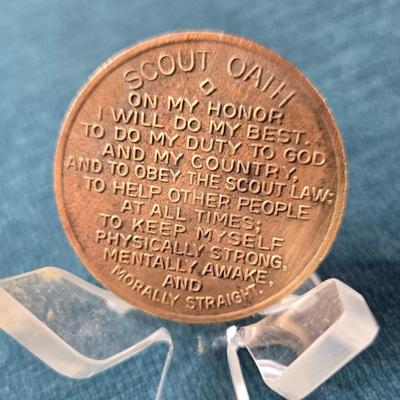 SCOUT OATH
ON MY HONOR
I WILL DO MY BEST.
TO DO MY DUTY TO GOD
AND MY COUNTRY,
AND TO OBEY THE SCOUT LAW:
TO HELP OTHER PEOPLE
AT ALL TIMES;
TO KEEP MYSELF
PHYSICALLY STRONG,
MENTALLY AWAKE,
AND
MORALLY STRAIGHT.